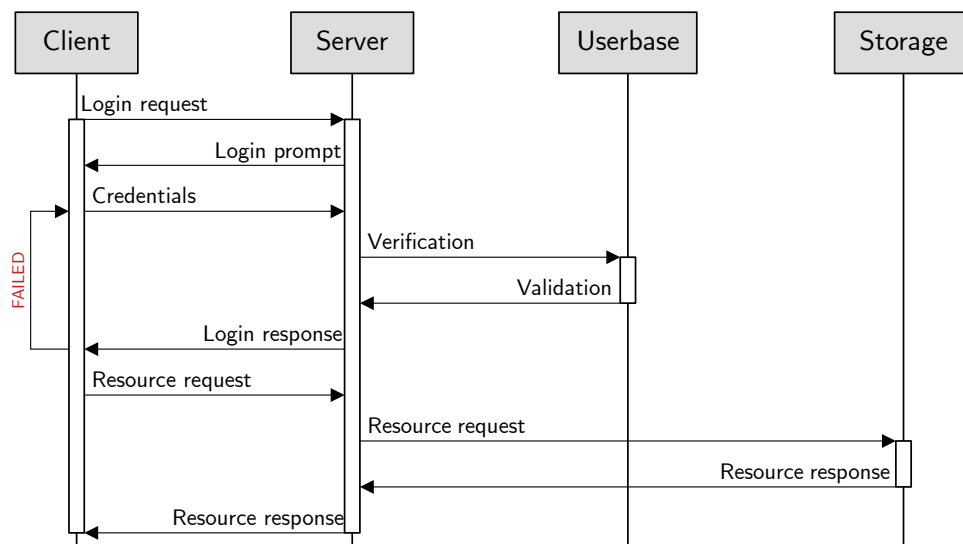 Client
Server
Userbase
Storage
Login request
Login prompt
Credentials
Verification
FAILED
Validation
Login response
Resource request
Resource request
Resource response
Resource response